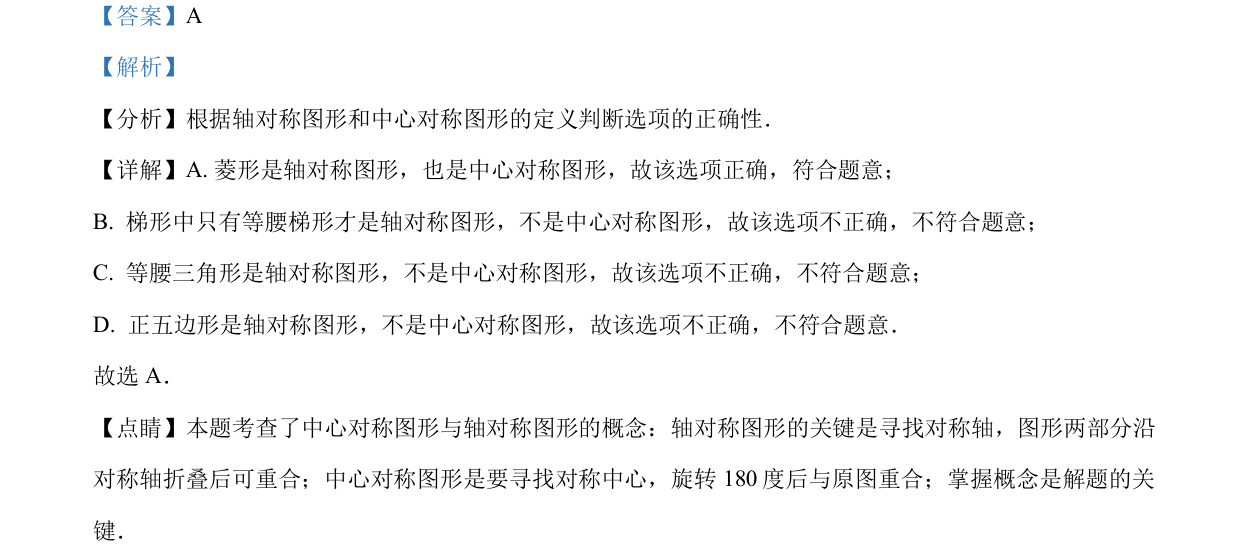 【答案】A
【解析】
【分析】根据轴对称图形和中心对称图形的定义判断选项的正确性．
【详解】A. 菱形是轴对称图形，也是中心对称图形，故该选项正确，符合题意；
B. 梯形中只有等腰梯形才是轴对称图形，不是中心对称图形，故该选项不正确，不符合题意；
C. 等腰三角形是轴对称图形，不是中心对称图形，故该选项不正确，不符合题意；
D. 正五边形是轴对称图形，不是中心对称图形，故该选项不正确，不符合题意．
故选 A．
【点睛】本题考查了中心对称图形与轴对称图形的概念：轴对称图形的关键是寻找对称轴，图形两部分沿
对称轴折叠后可重合；中心对称图形是要寻找对称中心，旋转 180 度后与原图重合；掌握概念是解题的关
键．